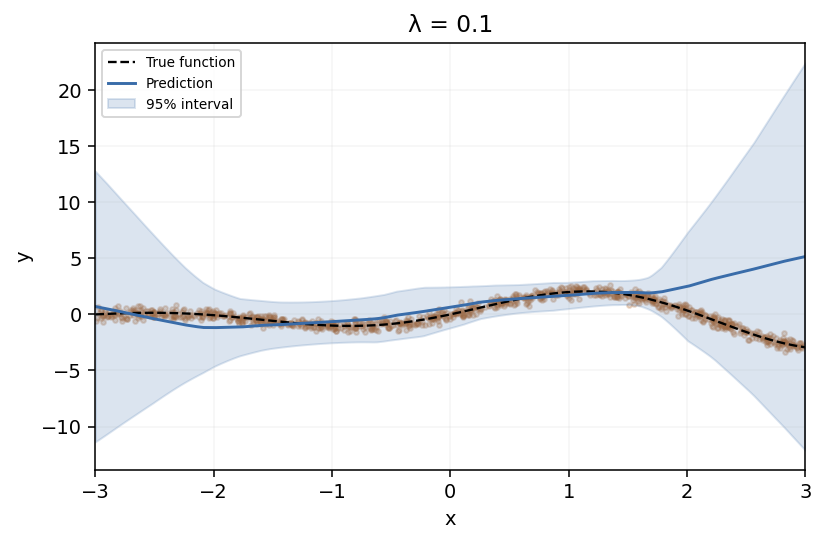 λ = 0.1
True function
Prediction
95% interval
20
15
10
5
0
−5
−10
y
−3
−2
−1
0
1
2
3
x